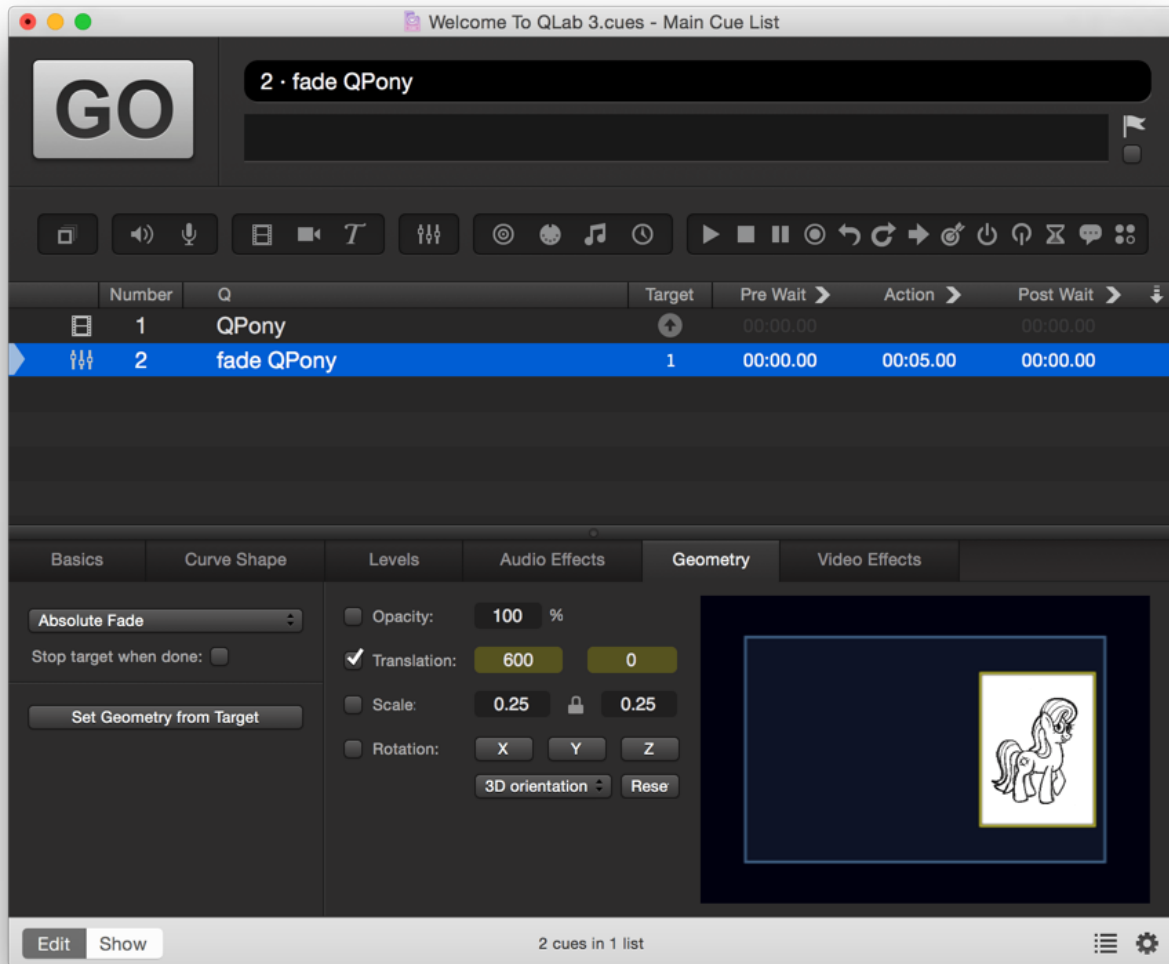 Welcome To QLab 3.cues - Main Cue List
GO
2 · fade QPony
Number Q Target Pre Wait Action Post Wait
1 QPony 00:00.00 00:00.00
2 fade QPony 1 00:00.00 00:05.00 00:00.00
Basics Curve Shape Levels Audio Effects Geometry Video Effects
Absolute Fade
Stop target when done:
Set Geometry from Target
Opacity: 100 %
Translation: 600 0
Scale: 0.25 0.25
Rotation: X Y Z
3D orientation Rese
Edit Show 2 cues in 1 list